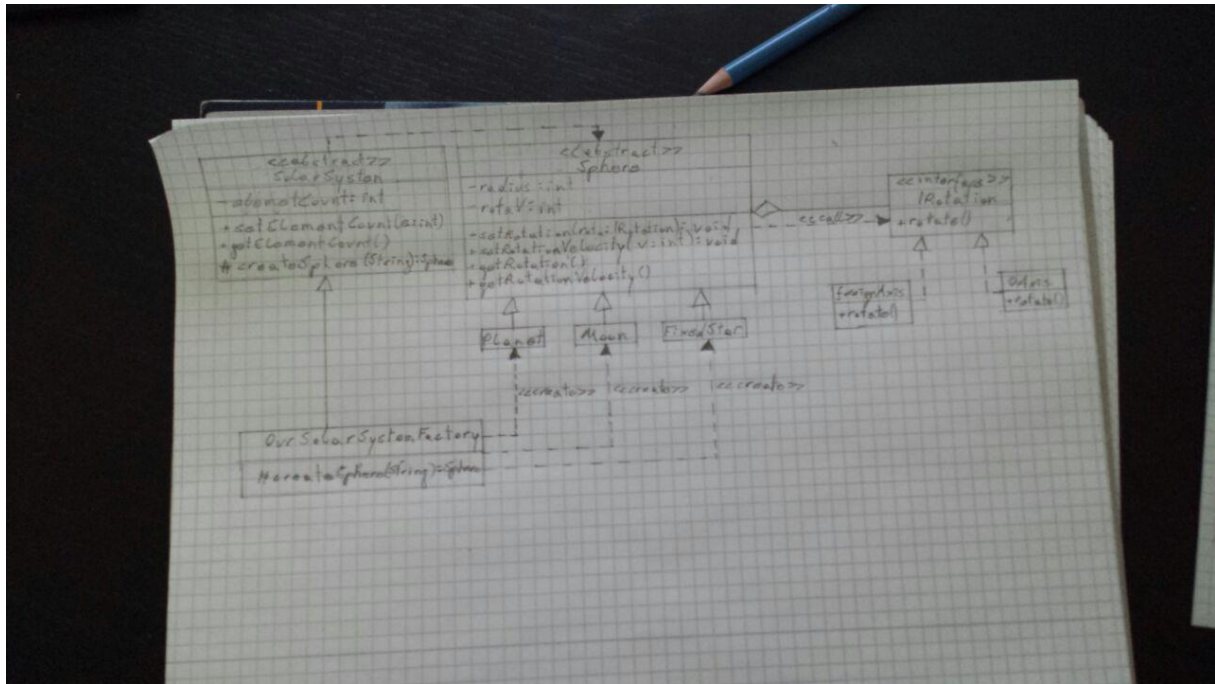 <<abstract>>
SolarSystem
- elementCount: int
+ setElementCount(a:int)
+ getElementCount()
# createSphere(String):Sphere
<<abstract>>
Sphere
- radius: int
- rotaV: int
- setRotation(rota: IRotation): void
+ setRotationVelocity(v:int): void
+ getRotation()
+ getRotationVelocity()
<<call>>
<<interface>>
IRotation
+ rotate()
foreignAxis
+ rotate()
+ rotate()
Planet
Moon
FixedStar
<<create>>
<<create>>
<<create>>
OurSolarSystemFactory
# createSphere(String):Sphere